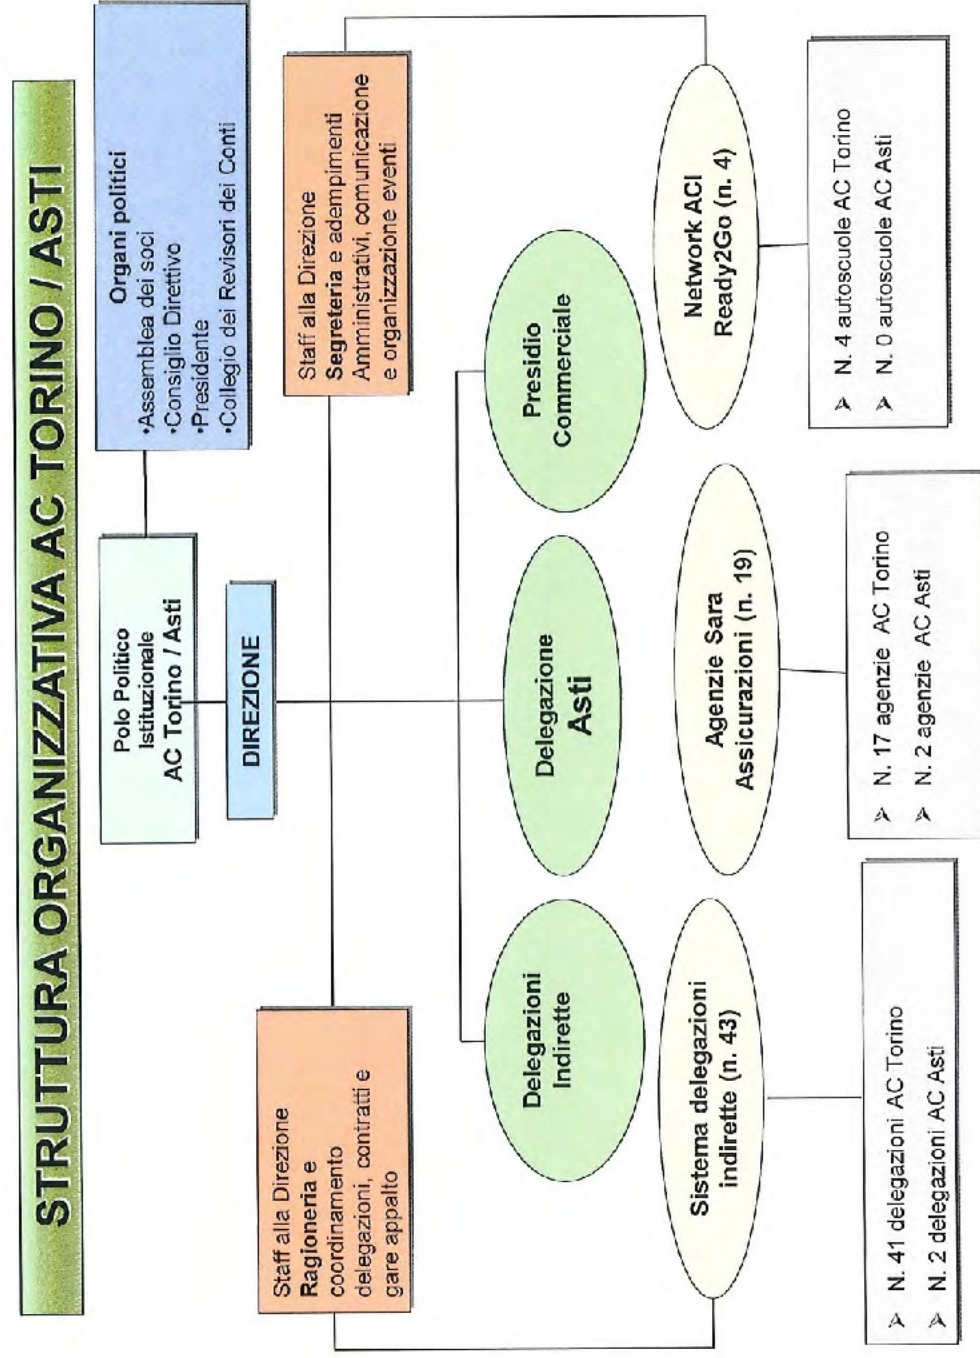 STRUTTURA ORGANIZZATIVA AC TORINO / ASTI
Polo Politico
Istituzionale
AC Torino / Asti
Organi politici
•Assemblea dei soci
•Consiglio Direttivo
•Presidente
•Collegio dei Revisori dei Conti
DIREZIONE
Staff alla Direzione
Ragioneria e
coordinamento
delegazioni, contratti e
gare appalto
Staff alla Direzione
Segreteria e adempimenti
Amministrativi, comunicazione
e organizzazione eventi
Delegazioni
Indirette
Delegazione
Asti
Presidio
Commerciale
Sistema delegazioni
indirette (n. 43)
Agenzie Sara
Assicurazioni (n. 19)
Network ACI
Ready2Go (n. 4)
➢ N. 41 delegazioni AC Torino
➢ N. 2 delegazioni AC Asti
➢ N. 17 agenzie AC Torino
➢ N. 2 agenzie AC Asti
➢ N. 4 autoscuole AC Torino
➢ N. 0 autoscuole AC Asti